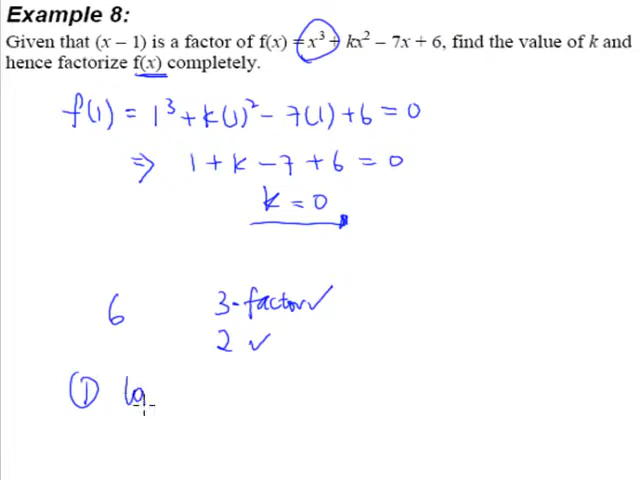 Example 8:
Given that (x – 1) is a factor of f(x) = x³ + kx² – 7x + 6, find the value of k and
hence factorize f(x) completely.
f(1) = 1³ + k(1)² - 7(1) + 6 = 0
⇒ 1 + k - 7 + 6 = 0
k = 0
6 3-factor ✓
2 ✓
①